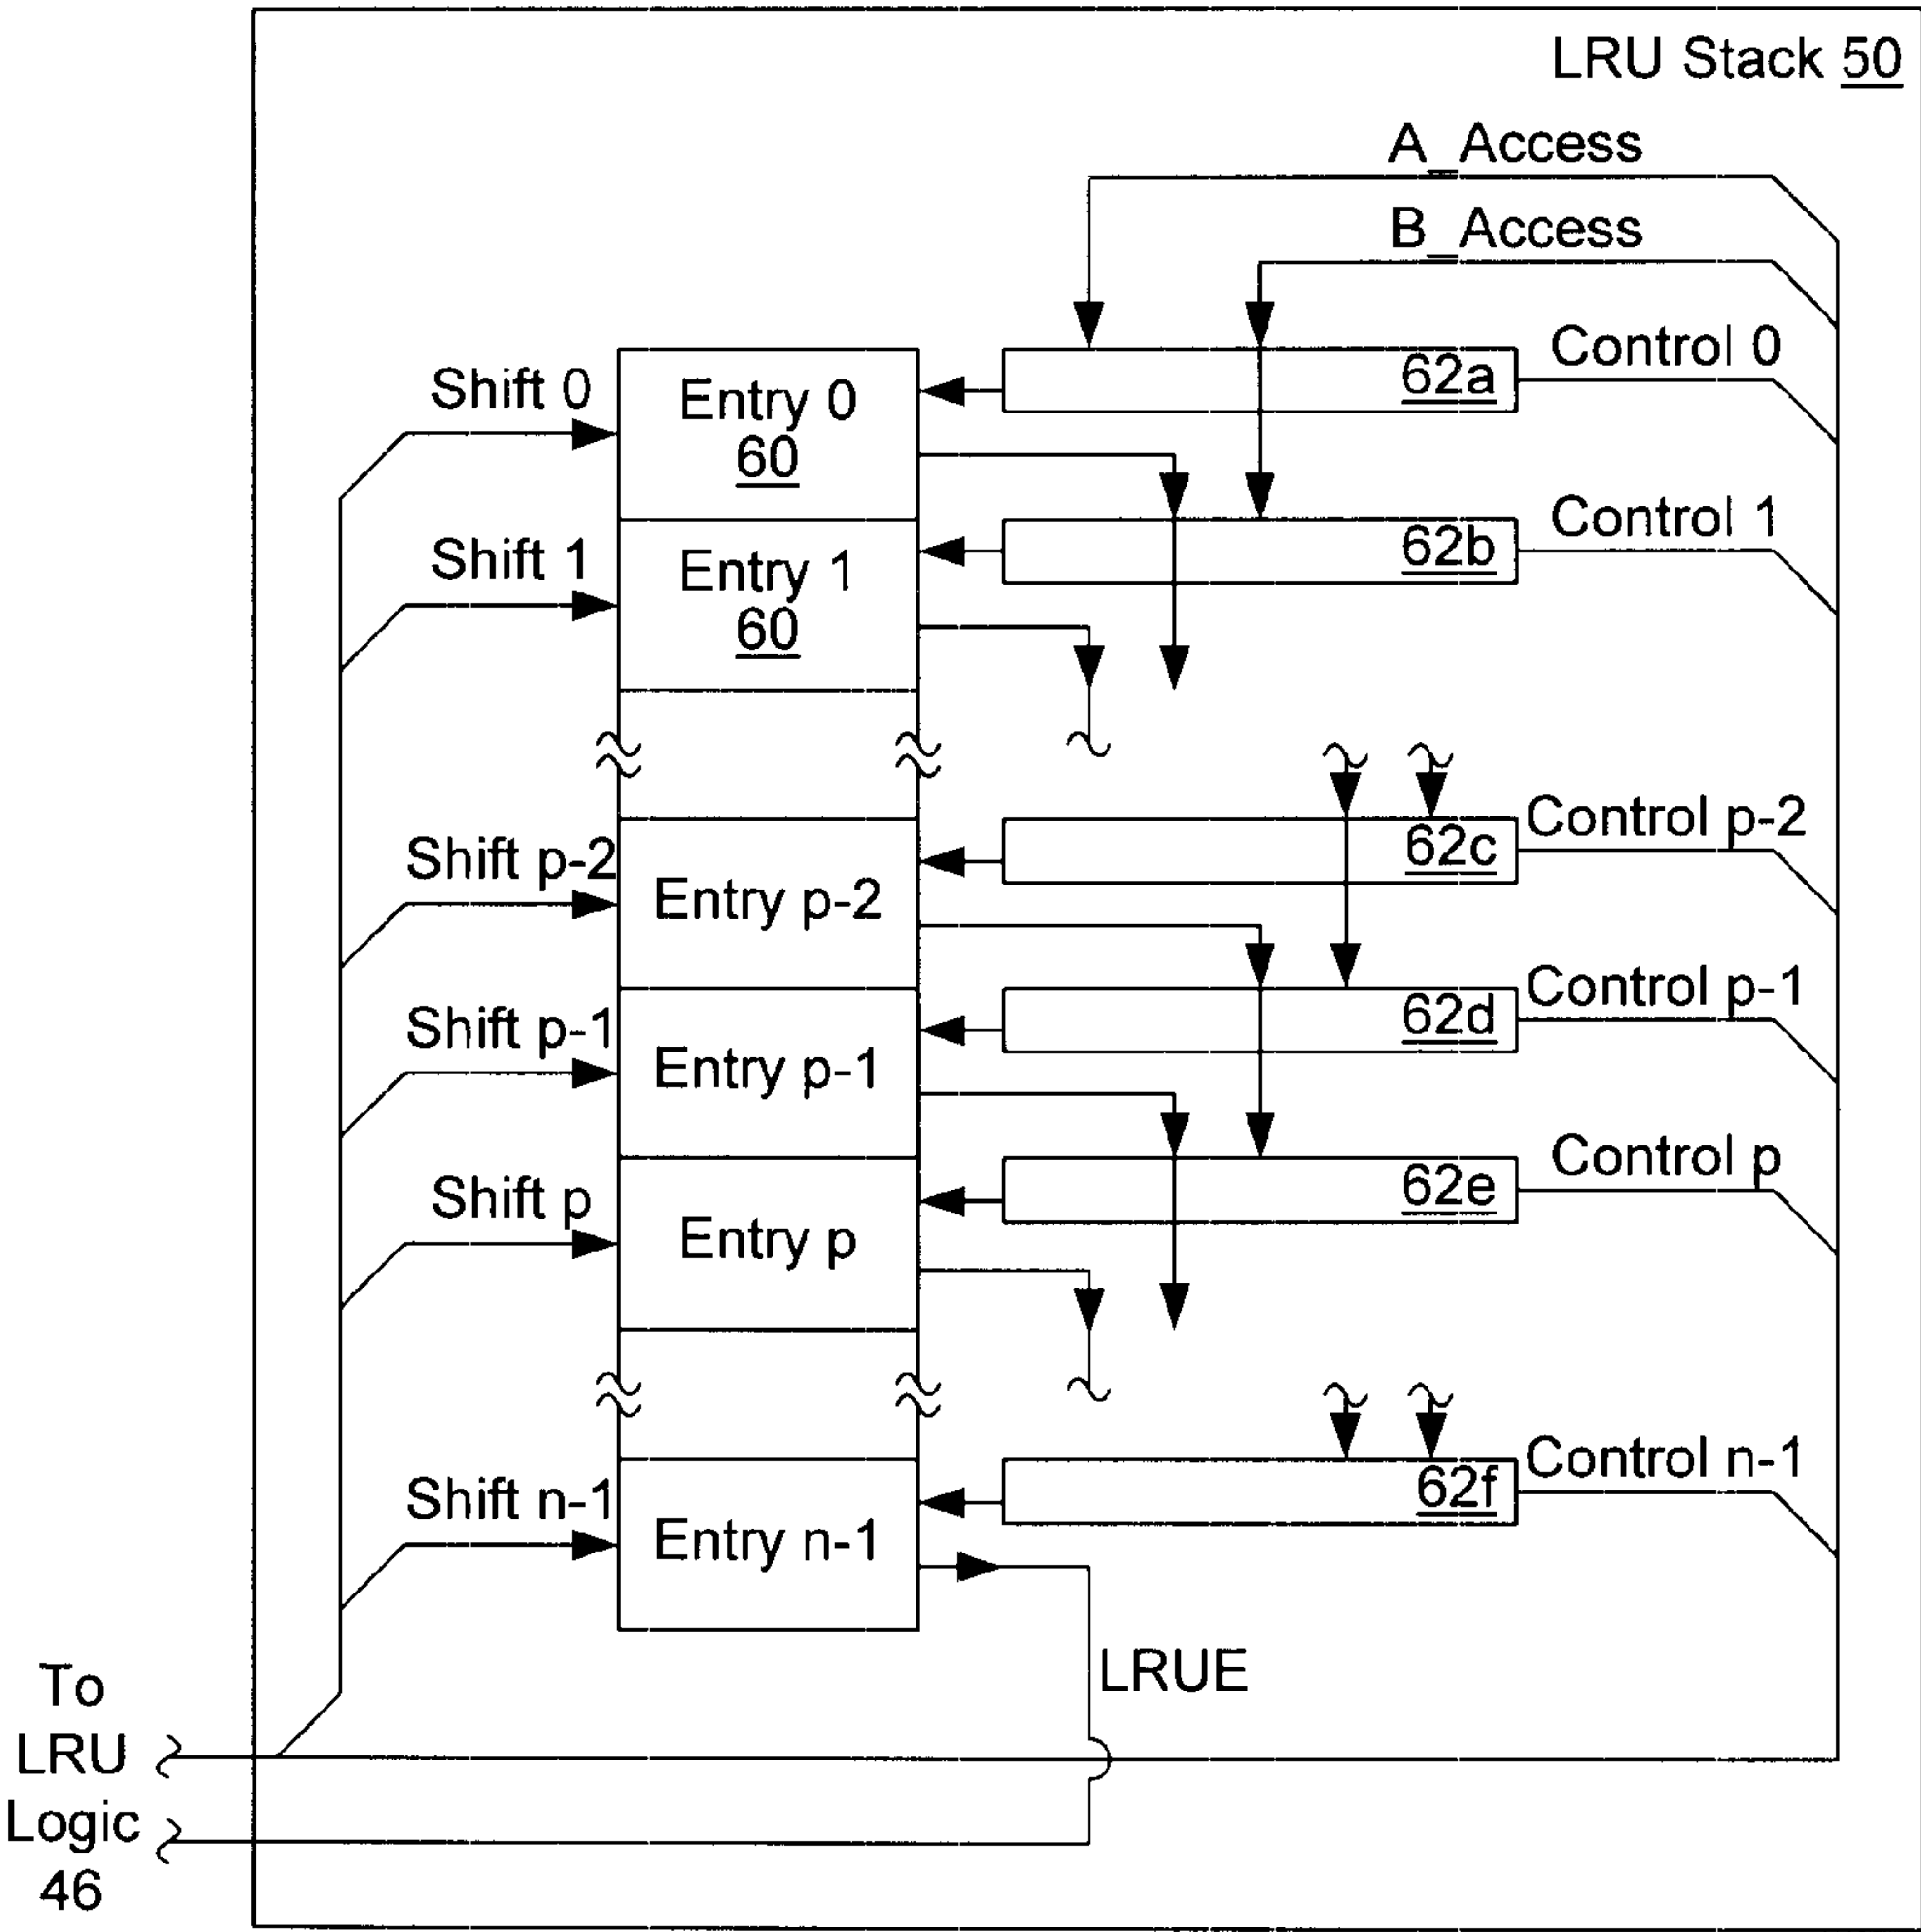 LRU Stack 50
A_Access
B_Access
Control 0
62a
Shift 0
Entry 0
60
Control 1
62b
Shift 1
Entry 1
60
Control p-2
62c
Shift p-2
Entry p-2
Control p-1
62d
Shift p-1
Entry p-1
Control p
62e
Shift p
Entry p
Control n-1
62f
Shift n-1
Entry n-1
LRUE
To
LRU
Logic
46